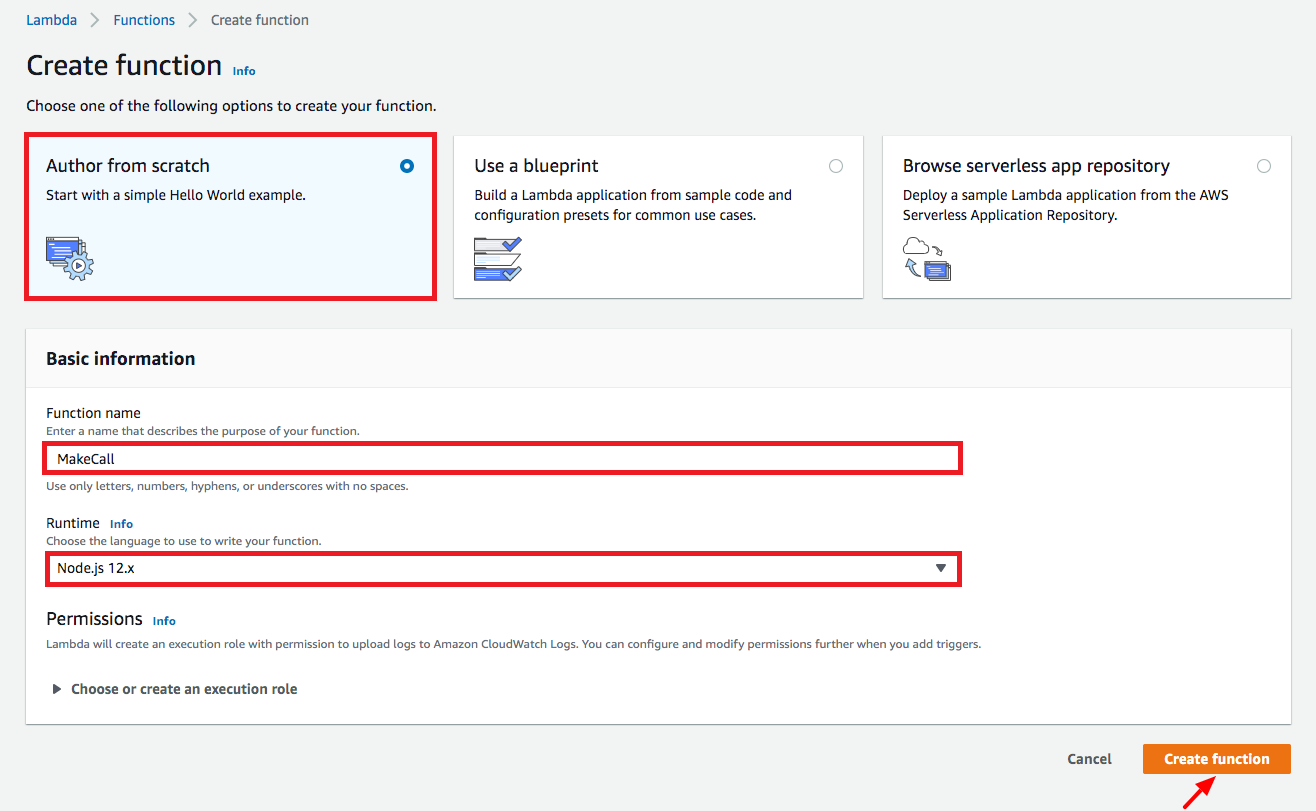 Lambda > Functions > Create function
Create function Info
Choose one of the following options to create your function.
Author from scratch
Start with a simple Hello World example.
Use a blueprint
Build a Lambda application from sample code and
configuration presets for common use cases.
Browse serverless app repository
Deploy a sample Lambda application from the AWS
Serverless Application Repository.
Basic information
Function name
Enter a name that describes the purpose of your function.
MakeCall
Use only letters, numbers, hyphens, or underscores with no spaces.
Runtime Info
Choose the language to use to write your function.
Node.js 12.x
Permissions Info
Lambda will create an execution role with permission to upload logs to Amazon CloudWatch Logs. You can configure and modify permissions further when you add triggers.
Choose or create an execution role
Cancel
Create function